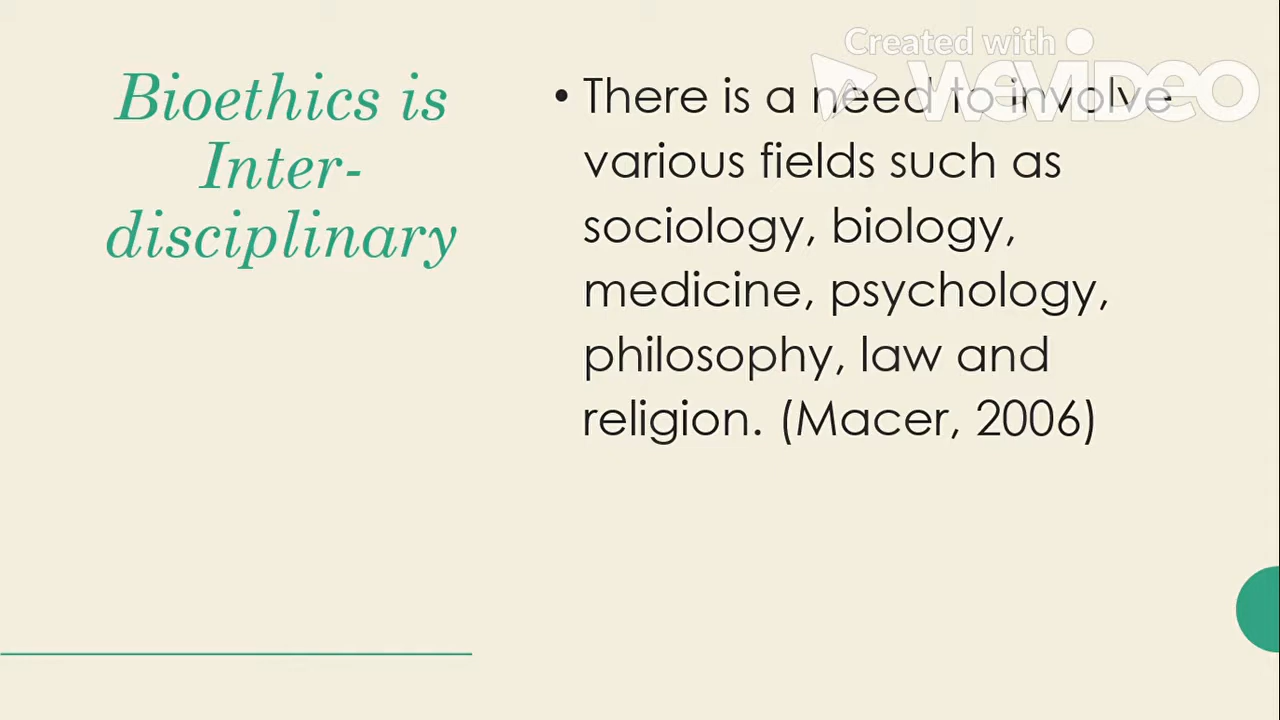 Bioethics is
Inter-
disciplinary
Created with
WEVIDEO
• There is a need to involve
various fields such as
sociology, biology,
medicine, psychology,
philosophy, law and
religion. (Macer, 2006)